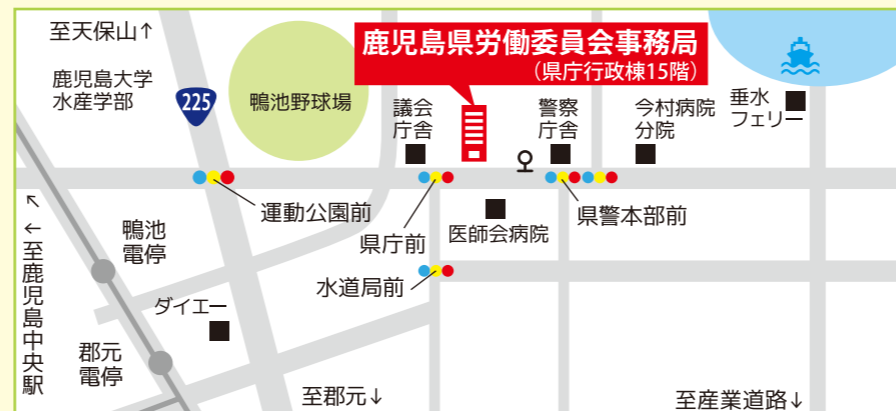 至天保山↑
鹿児島大学
水産学部
225
鴨池野球場
鹿児島県労働委員会事務局
(県庁行政棟15階)
議会
庁舎
警察
庁舎
今村病院
分院
垂水
フェリー
運動公園前
県庁前
医師会病院
県警本部前
↖
←至鹿児島中央駅
鴨池
電停
水道局前
ダイエー
郡元
電停
至郡元↓
至産業道路↓